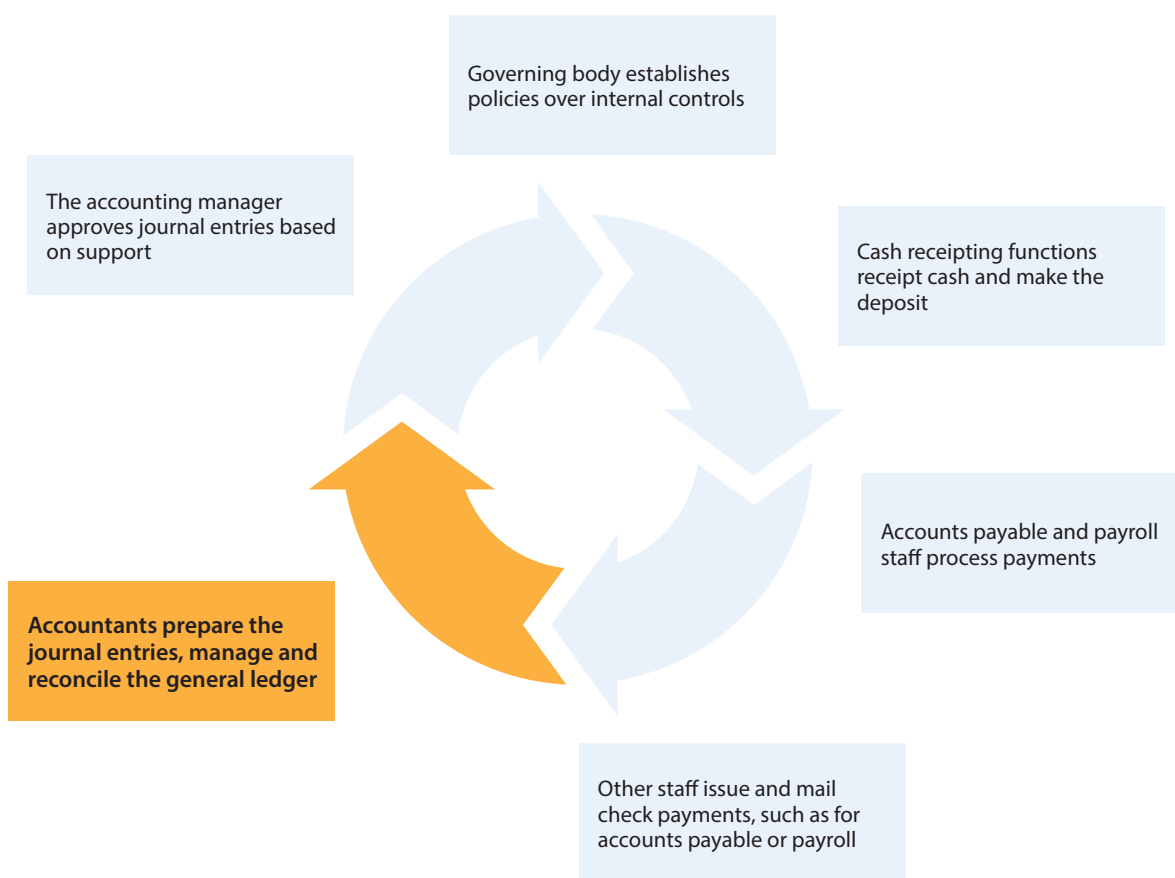 Governing body establishes
policies over internal controls
The accounting manager
approves journal entries based
on support
Cash receipting functions
receipt cash and make the
deposit
Accounts payable and payroll
staff process payments
Accountants prepare the
journal entries, manage and
reconcile the general ledger
Other staff issue and mail
check payments, such as for
accounts payable or payroll